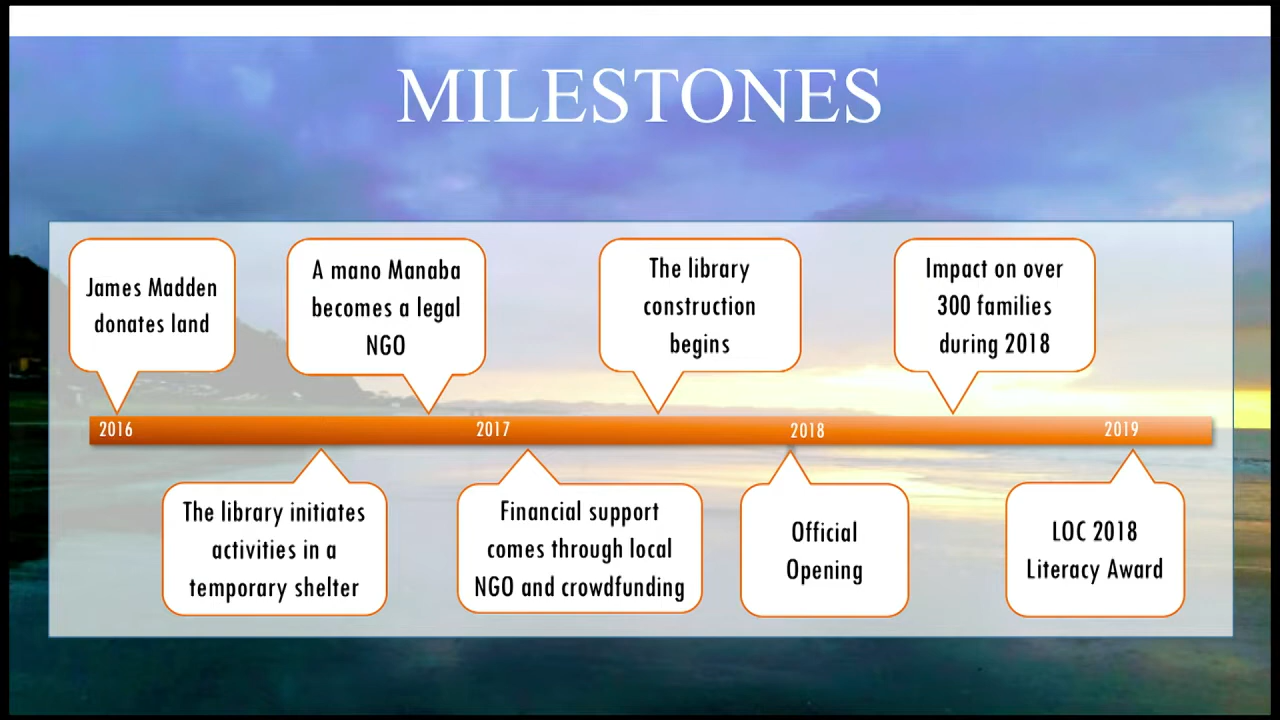 MILESTONES
James Madden
donates land
A mano Manaba
becomes a legal
NGO
The library
construction
begins
Impact on over
300 families
during 2018
2016
2017
2018
2019
The library initiates
activities in a
temporary shelter
Financial support
comes through local
NGO and crowdfunding
Official
Opening
LOC 2018
Literacy Award